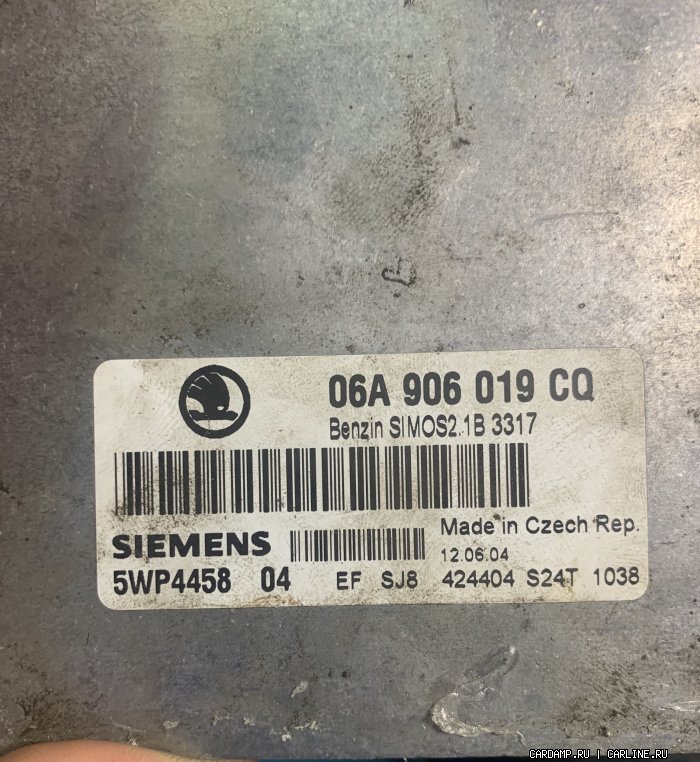 06A 906 019 CQ
Benzin SIMOS2.1B 3317
Made in Czech Rep.
SIEMENS
12.06.04
5WP4458 04 EF SJ8 424404 S24T 1038
CARDAMP.RU | CARLINE.RU